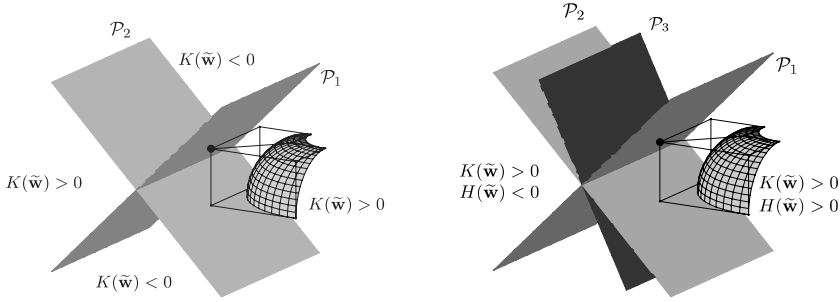 𝒫₂
K(w̃) < 0
𝒫₁
K(w̃) > 0
K(w̃) > 0
K(w̃) < 0
𝒫₂
𝒫₃
𝒫₁
K(w̃) > 0
H(w̃) < 0
K(w̃) > 0
H(w̃) > 0